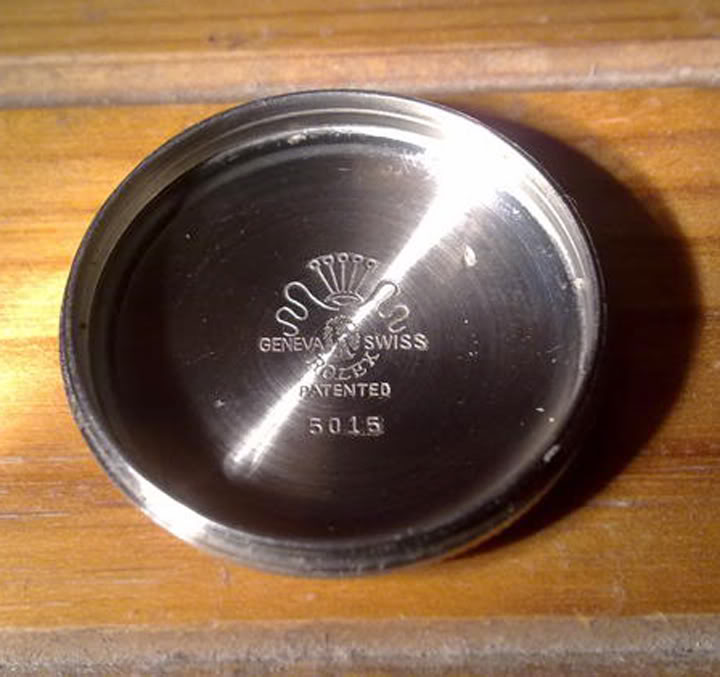 GENEVA SWISS
ROLEX
PATENTED
5015